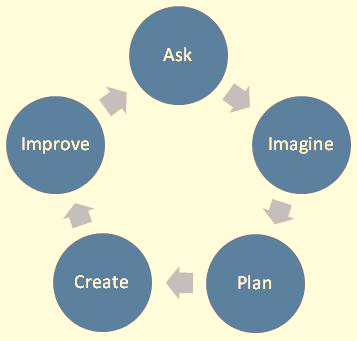 Ask
Imagine
Plan
Create
Improve